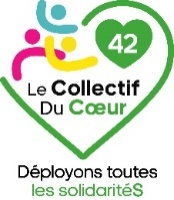 42
Le Collectif
Du Cœur
Déployons toutes
les solidaritéS